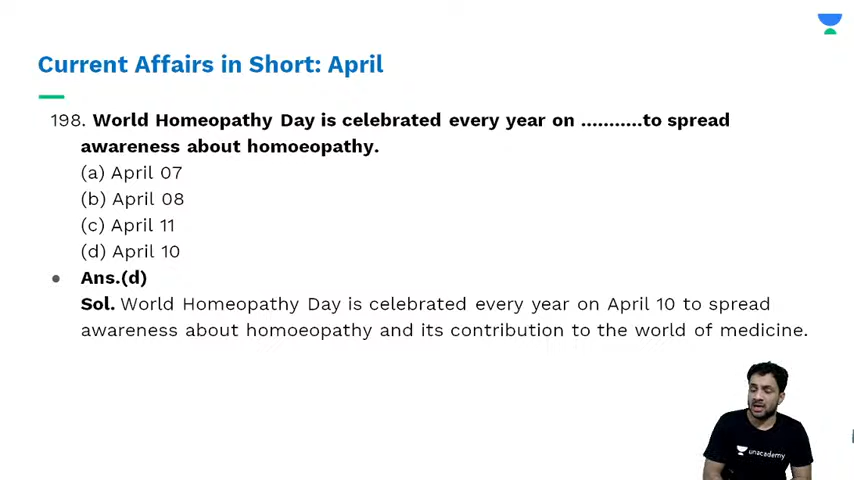 Current Affairs in Short: April
198. World Homeopathy Day is celebrated every year on ...........to spread
awareness about homoeopathy.
(a) April 07
(b) April 08
(c) April 11
(d) April 10
● Ans.(d)
Sol. World Homeopathy Day is celebrated every year on April 10 to spread
awareness about homoeopathy and its contribution to the world of medicine.
unacademy